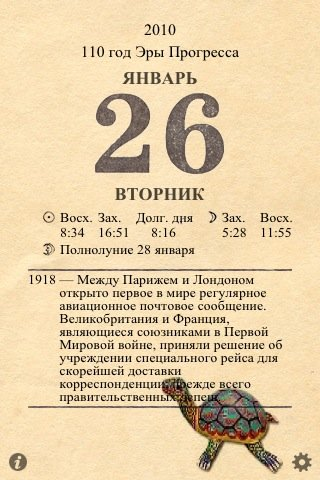 2010
110 год Эры Прогресса
ЯНВАРЬ
26
ВТОРНИК
Восх. Зах. Долг. дня Зах. Восх.
8:34 16:51 8:16 5:28 11:55
Полнолуние 28 января
1918 — Между Парижем и Лондоном
открыто первое в мире регулярное
авиационное почтовое сообщение.
Великобритания и Франция,
являющиеся союзниками в Первой
Мировой войне, приняли решение об
учреждении специального рейса для
скорейшей доставки
корреспонденции, прежде всего
правительственных